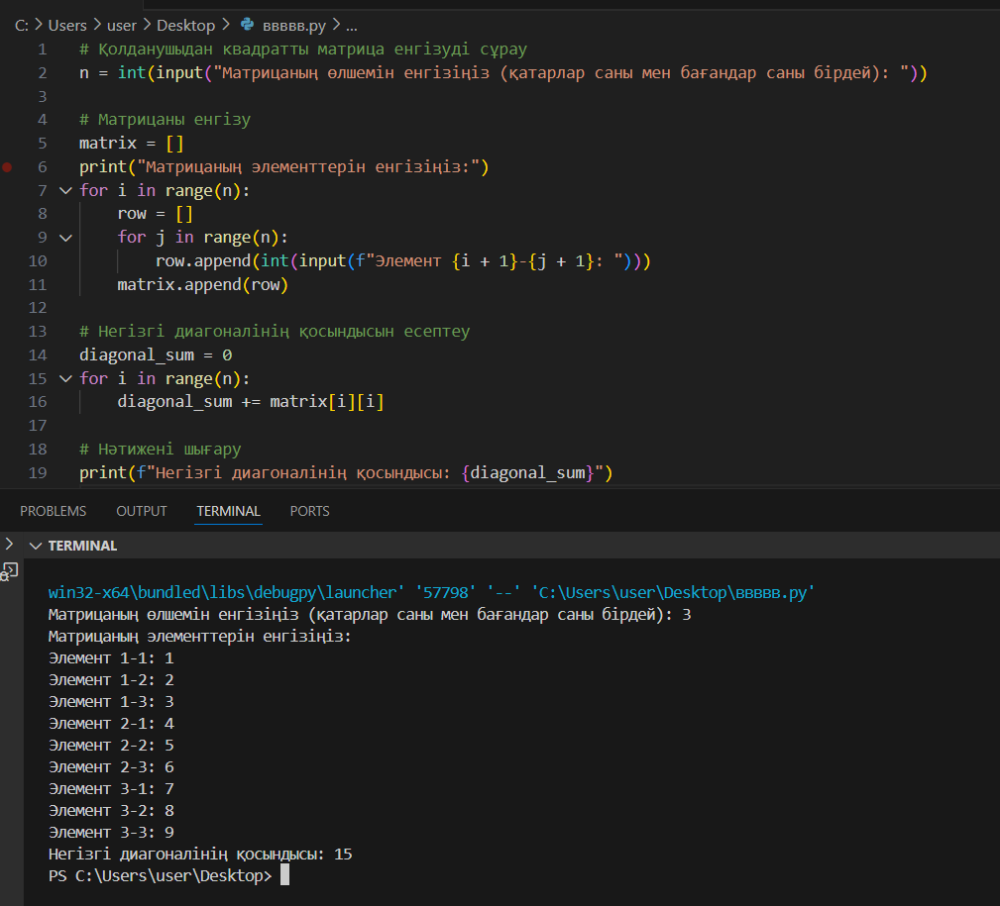 C: > Users > user > Desktop > ввввв.py > ...
1 # Қолданушыдан квадратты матрица енгізуді сұрау
2 n = int(input("Матрицаның өлшемін енгізіңіз (қатарлар саны мен бағандар саны бірдей): "))
3
4 # Матрицаны енгізу
5 matrix = []
6 print("Матрицаның элементтерін енгізіңіз:")
7 for i in range(n):
8     row = []
9     for j in range(n):
10         row.append(int(input(f"Элемент {i + 1}-{j + 1}: ")))
11     matrix.append(row)
12
13 # Негізгі диагоналінің қосындысын есептеу
14 diagonal_sum = 0
15 for i in range(n):
16     diagonal_sum += matrix[i][i]
17
18 # Нәтижені шығару
19 print(f"Негізгі диагоналінің қосындысы: {diagonal_sum}")
PROBLEMS OUTPUT TERMINAL PORTS
TERMINAL
win32-x64\bundled\libs\debugpy\launcher' '57798' '--' 'C:\Users\user\Desktop\ввввв.py'
Матрицаның өлшемін енгізіңіз (қатарлар саны мен бағандар саны бірдей): 3
Матрицаның элементтерін енгізіңіз:
Элемент 1-1: 1
Элемент 1-2: 2
Элемент 1-3: 3
Элемент 2-1: 4
Элемент 2-2: 5
Элемент 2-3: 6
Элемент 3-1: 7
Элемент 3-2: 8
Элемент 3-3: 9
Негізгі диагоналінің қосындысы: 15
PS C:\Users\user\Desktop>